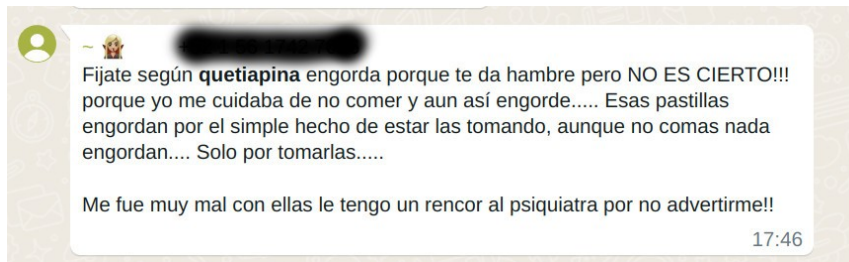 ~
Fijate según quetiapina engorda porque te da hambre pero NO ES CIERTO!!!
porque yo me cuidaba de no comer y aun así engorde..... Esas pastillas
engordan por el simple hecho de estar las tomando, aunque no comas nada
engordan.... Solo por tomarlas.....
Me fue muy mal con ellas le tengo un rencor al psiquiatra por no advertirme!!
17:46